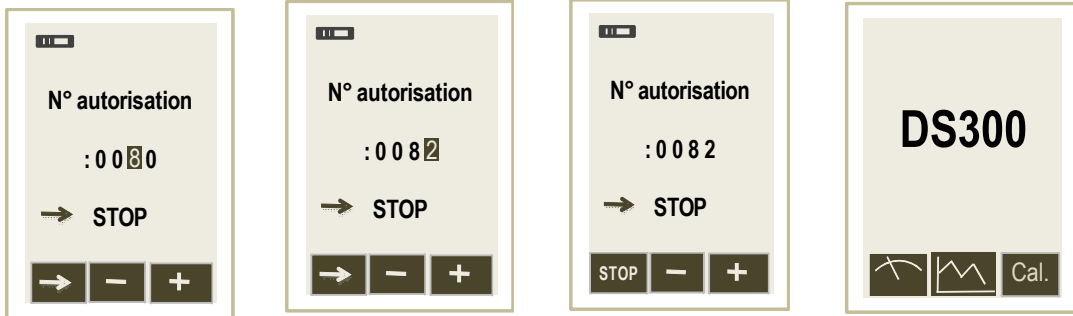 N° autorisation
: 0 0 8 0
→ STOP
→ − +
N° autorisation
: 0 0 8 2
→ STOP
→ − +
N° autorisation
: 0 0 8 2
→ STOP
STOP − +
DS300
Cal.